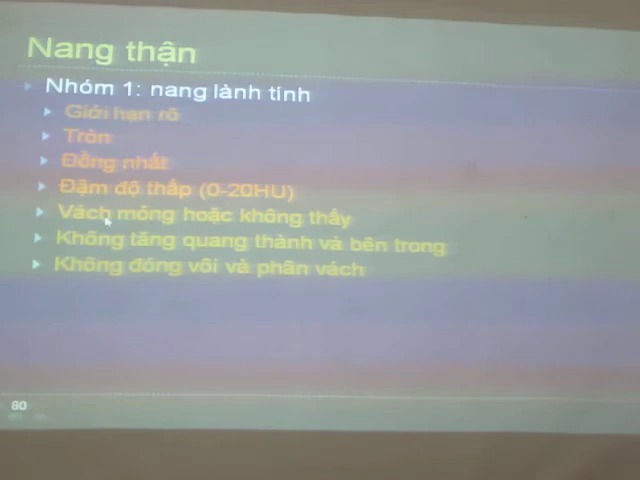 Nang thận
Nhóm 1: nang lành tính
Giới hạn rõ
Tròn
Đồng nhất
Đậm độ thấp (0-20HU)
Vách mỏng hoặc không thấy
Không tăng quang thành và bên trong
Không đóng vôi và phân vách
60